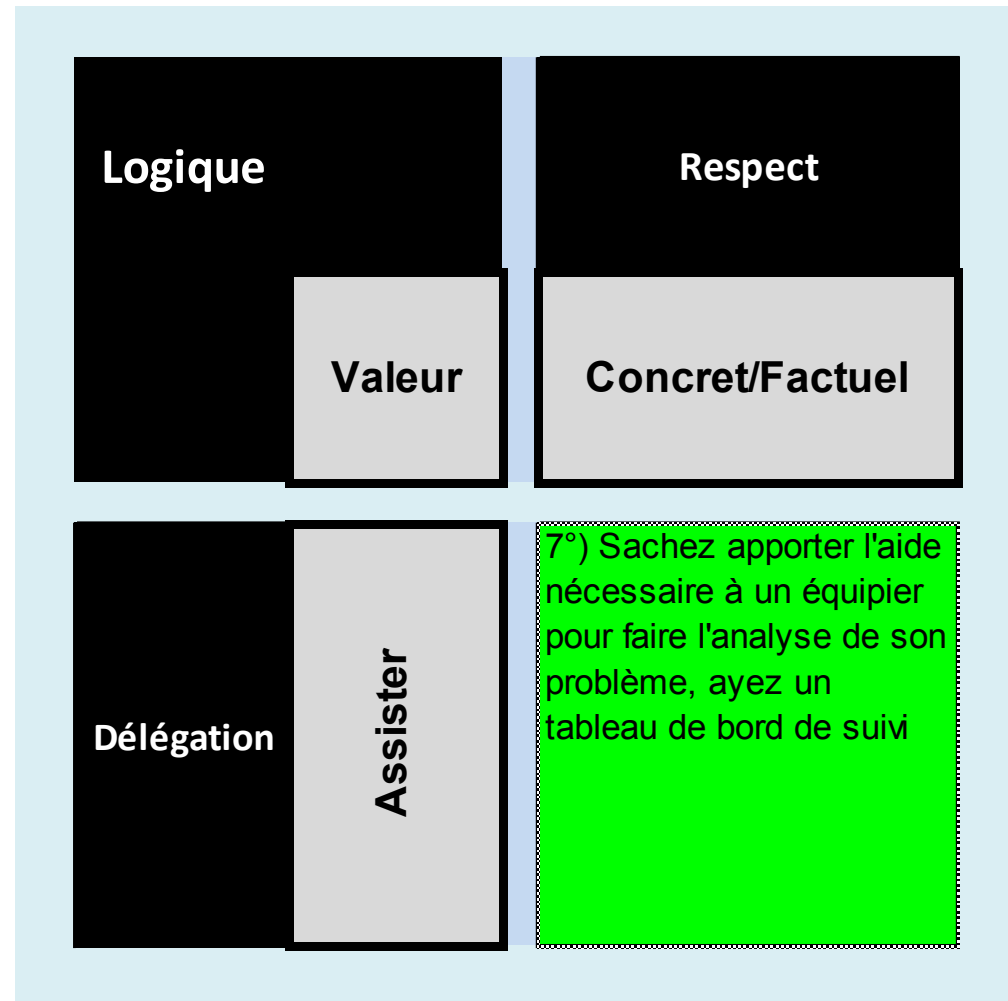 Logique
Respect
Valeur
Concret/Factuel
Délégation
Assister
7°) Sachez apporter l'aide
nécessaire à un équipier
pour faire l'analyse de son
problème, ayez un
tableau de bord de suivi